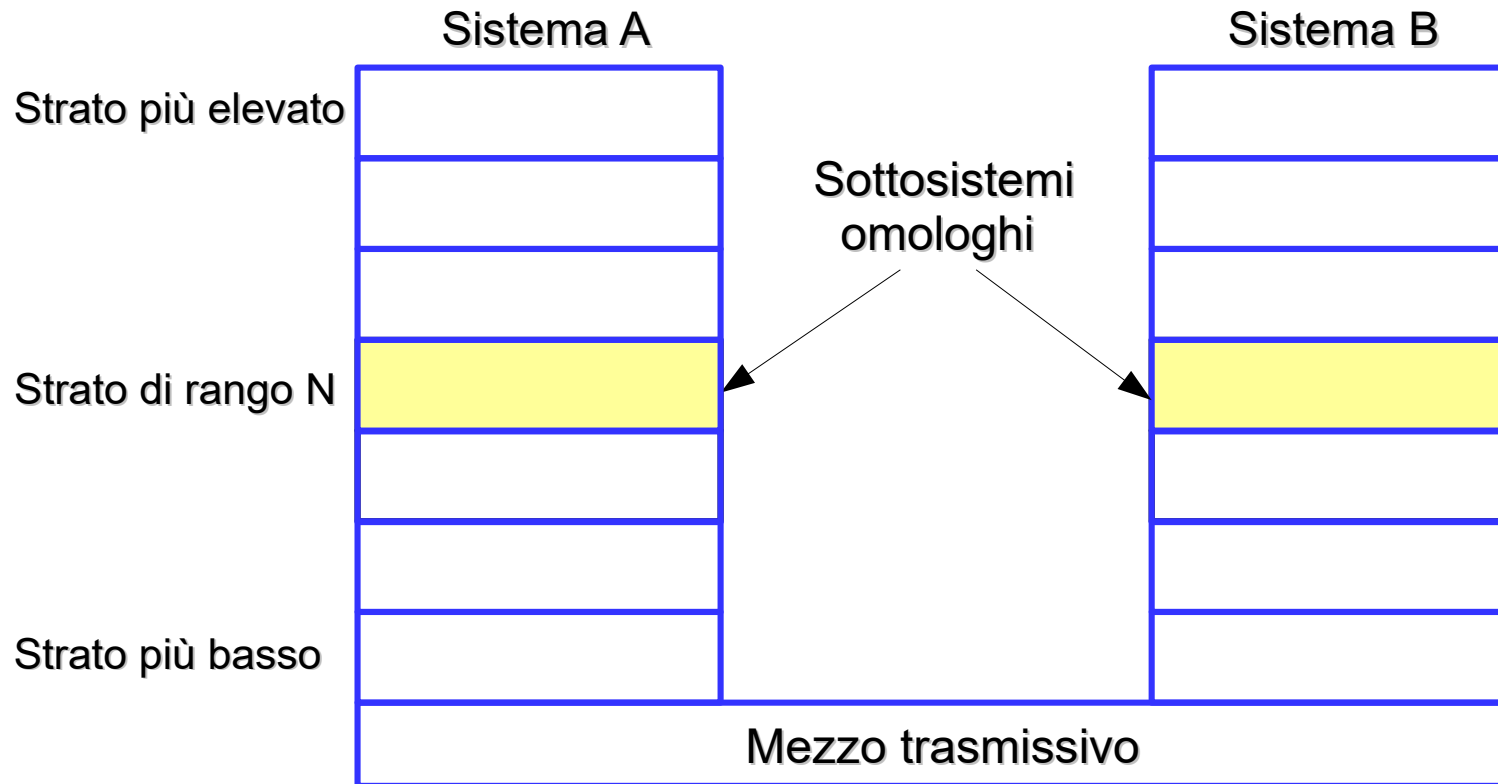 Sistema A
Sistema B
Strato più elevato
Sottosistemi
omologhi
Strato di rango N
Strato più basso
Mezzo trasmissivo